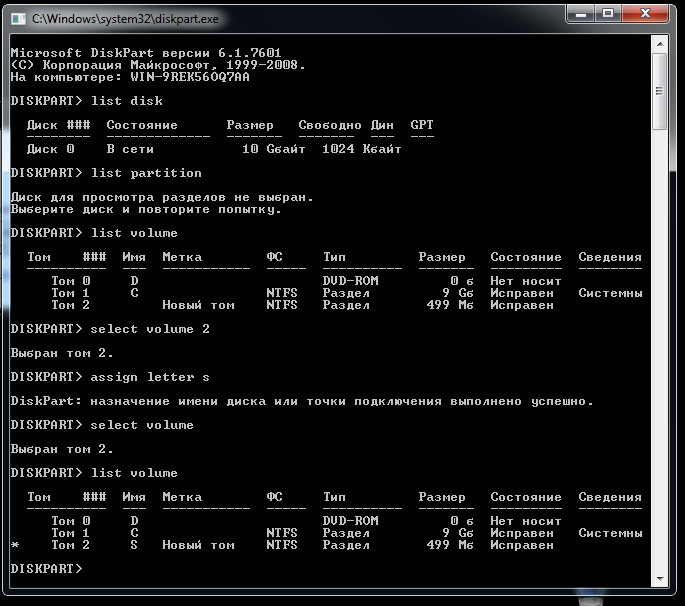 C:\Windows\system32\diskpart.exe
Microsoft DiskPart версии 6.1.7601
(C) Корпорация Майкрософт, 1999-2008.
На компьютере: WIN-9REK56OQ7AA
DISKPART> list disk
Диск ### Состояние Размер Свободно Дин GPT
-------- ------------- ------- ------- --- ---
Диск 0 В сети 10 Gбайт 1024 Kбайт
DISKPART> list partition
Диск для просмотра разделов не выбран.
Выберите диск и повторите попытку.
DISKPART> list volume
Том ### Имя Метка ФС Тип Размер Состояние Сведения
---------- --- ----------- ----- ---------- ------- --------- --------
Том 0 D DVD-ROM 0 б Нет носит
Том 1 C NTFS Раздел 9 Gб Исправен Системны
Том 2 Новый том NTFS Раздел 499 Mб Исправен
DISKPART> select volume 2
Выбран том 2.
DISKPART> assign letter s
DiskPart: назначение имени диска или точки подключения выполнено успешно.
DISKPART> select volume
Выбран том 2.
DISKPART> list volume
Том ### Имя Метка ФС Тип Размер Состояние Сведения
---------- --- ----------- ----- ---------- ------- --------- --------
Том 0 D DVD-ROM 0 б Нет носит
Том 1 C NTFS Раздел 9 Gб Исправен Системны
* Том 2 S Новый том NTFS Раздел 499 Mб Исправен
DISKPART>